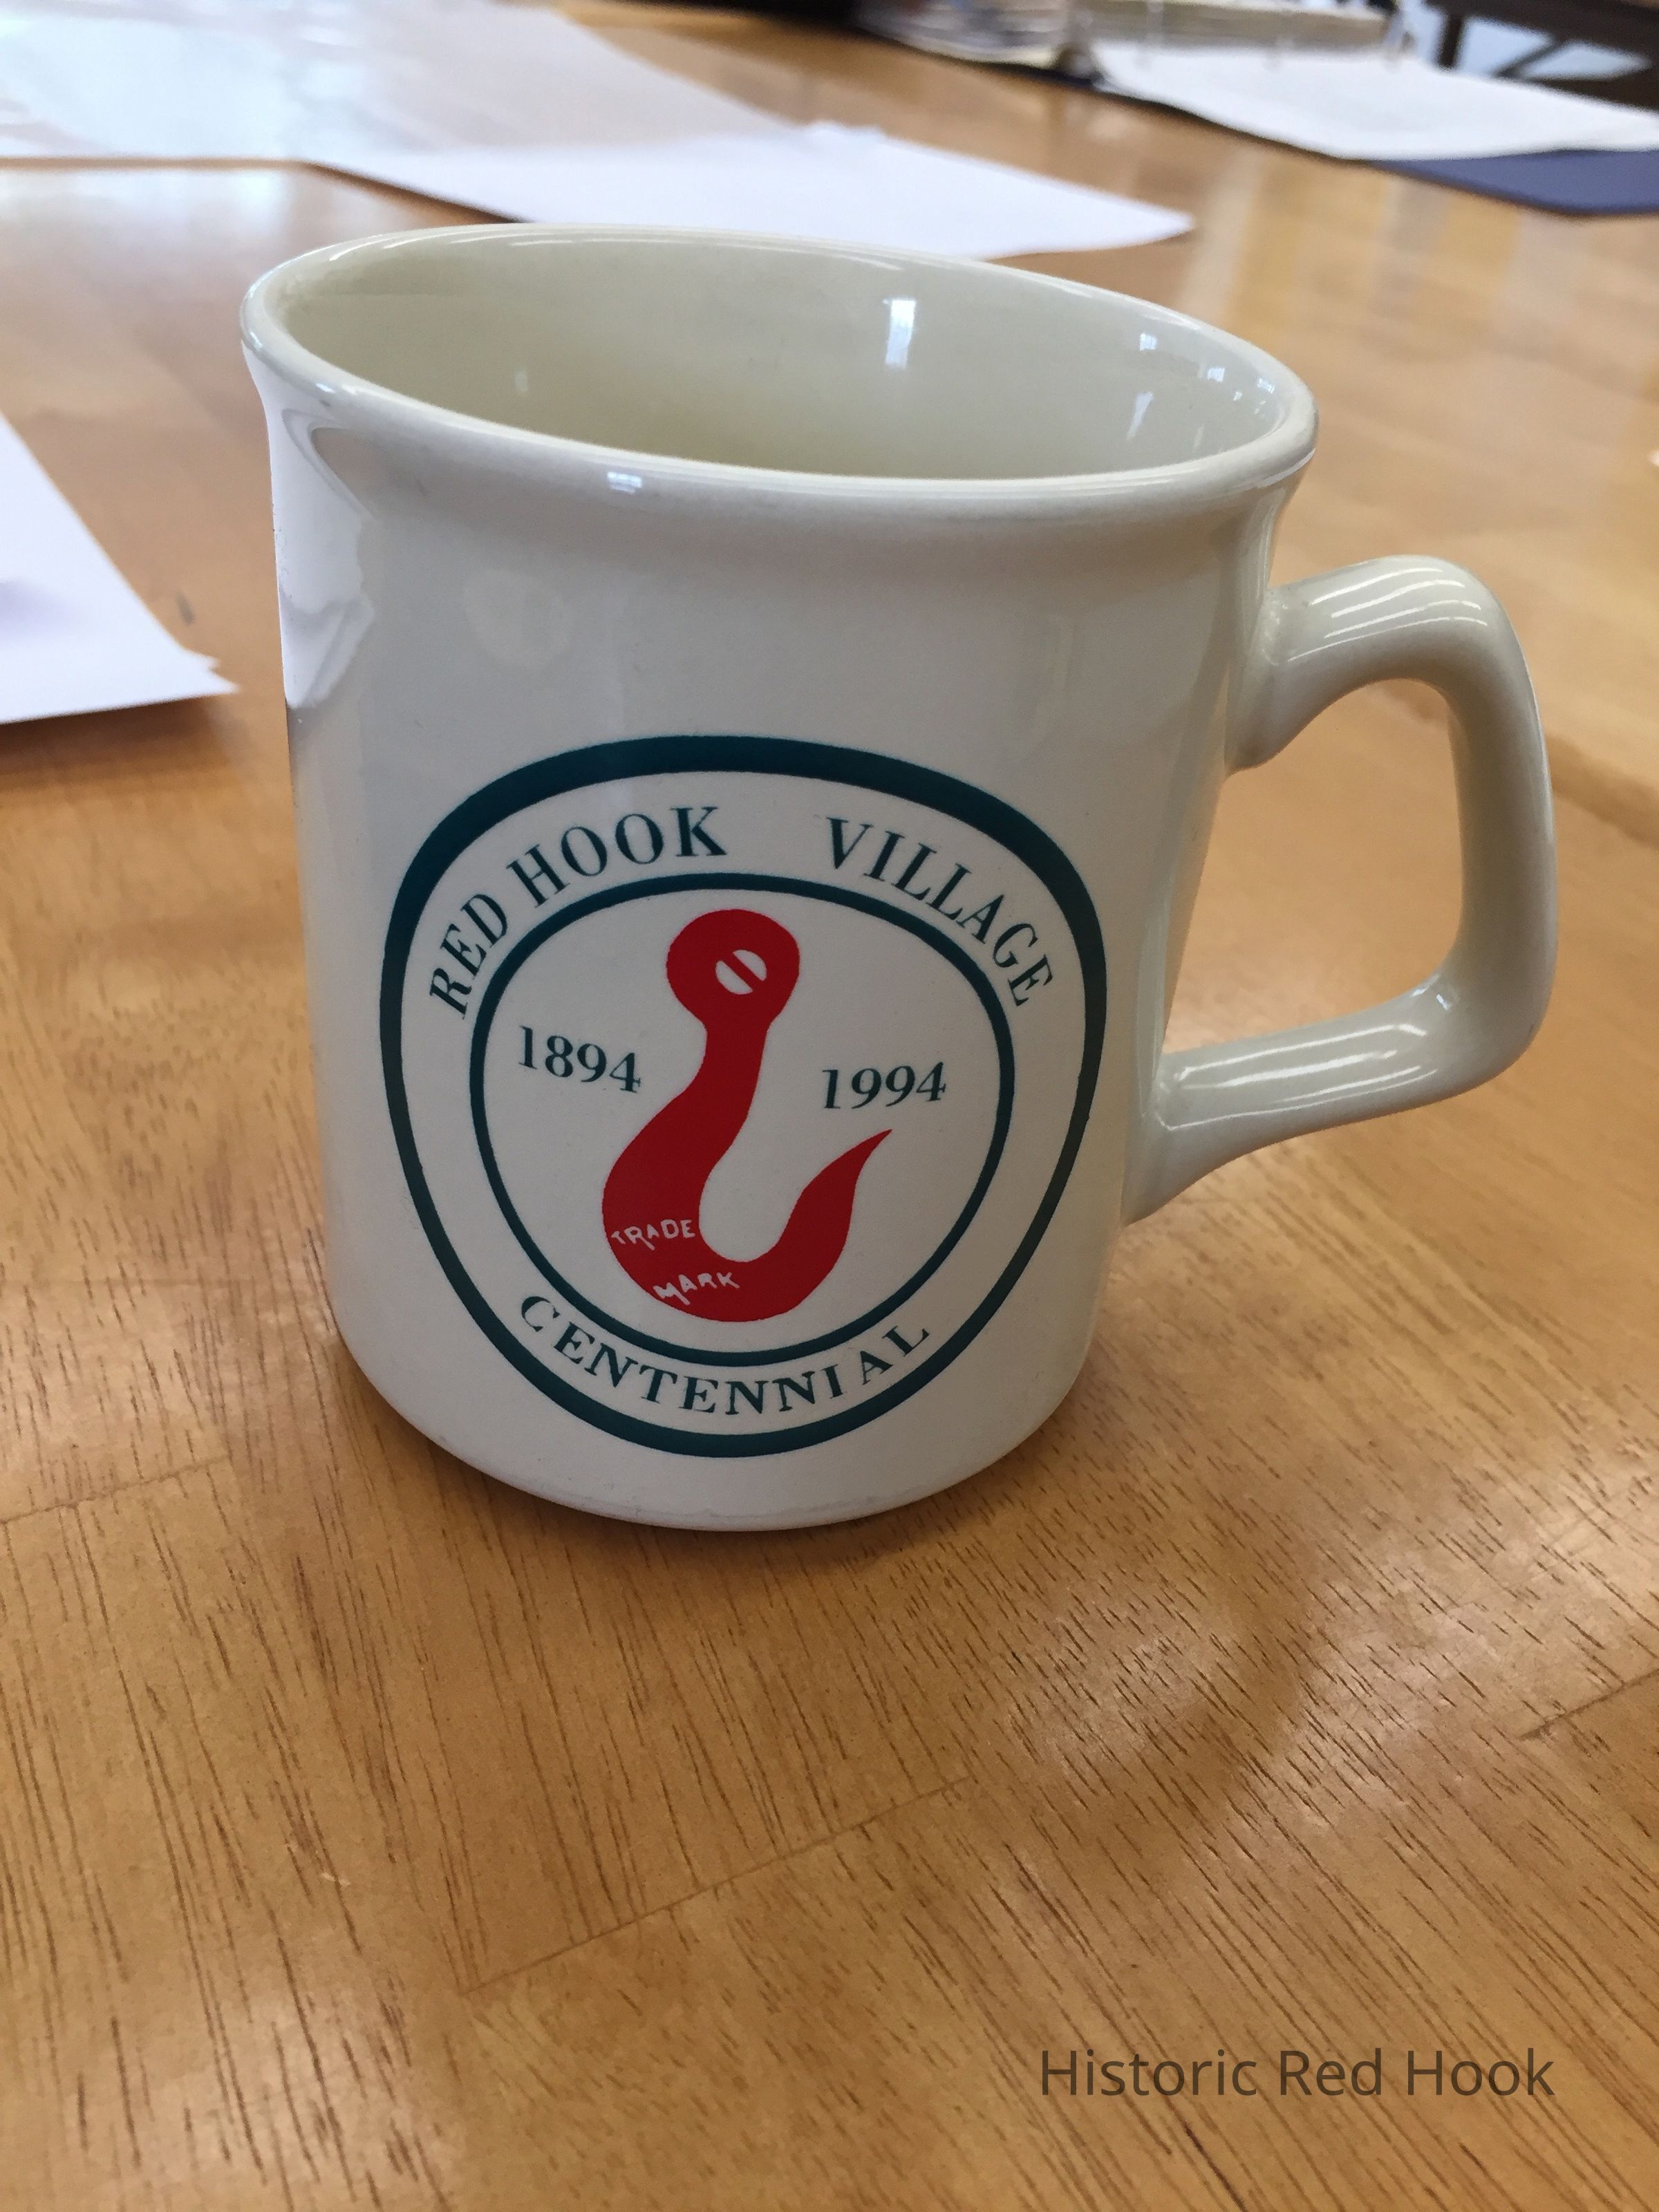 RED HOOK VILLAGE
1894 1994
TRADE
MARK
CENTENNIAL
Historic Red Hook